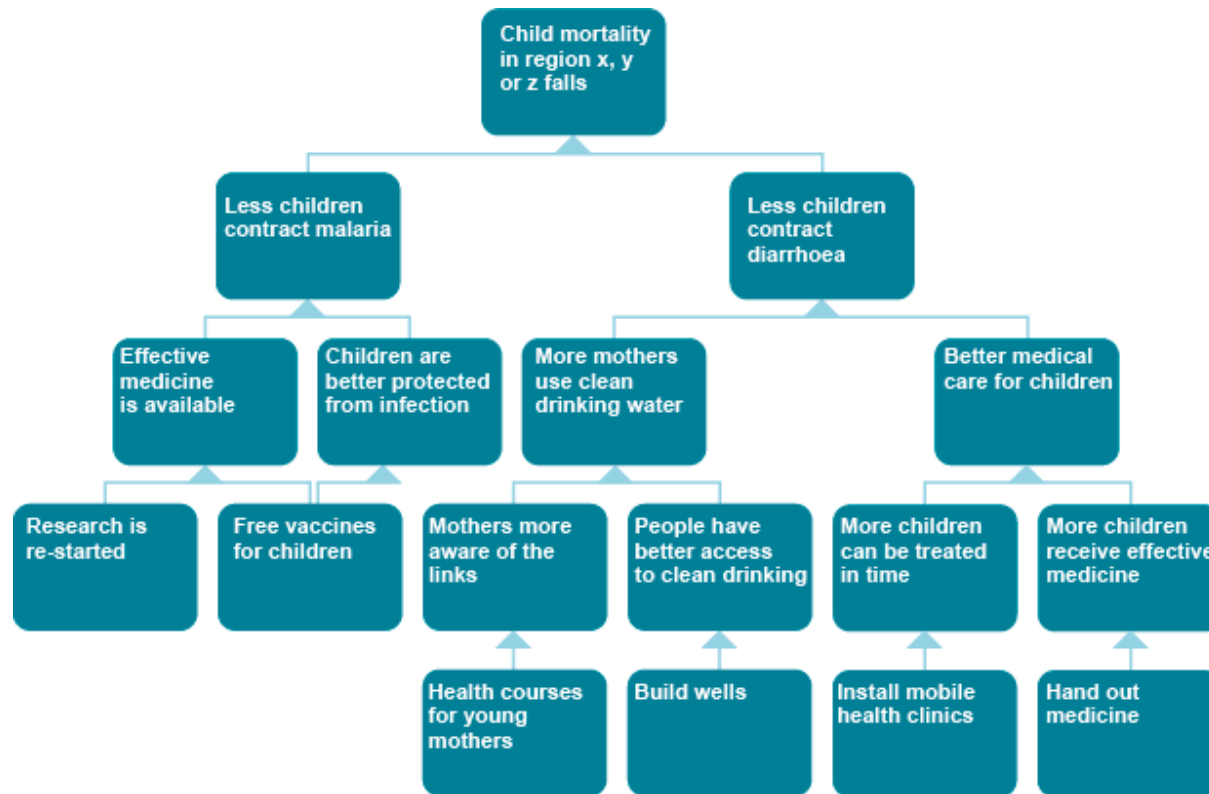 Child mortality
in region x, y
or z falls
Less children
contract malaria
Less children
contract
diarrhoea
Effective
medicine
is available
Children are
better protected
from infection
More mothers
use clean
drinking water
Better medical
care for children
Research is
re-started
Free vaccines
for children
Mothers more
aware of the
links
People have
better access
to clean drinking
More children
can be treated
in time
More children
receive effective
medicine
Health courses
for young
mothers
Build wells
Install mobile
health clinics
Hand out
medicine